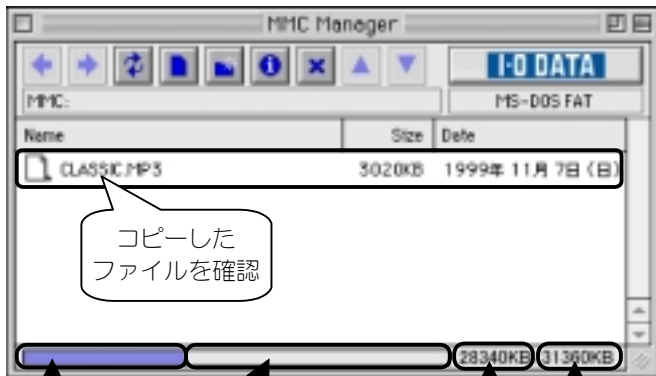 MMC Manager
I-O DATA
MMC:
MS-DOS FAT
Name Size Date
CLASSIC.MP3 3020KB 1999年 11月 7日 (日)
コピーした
ファイルを確認
28340KB 31360KB